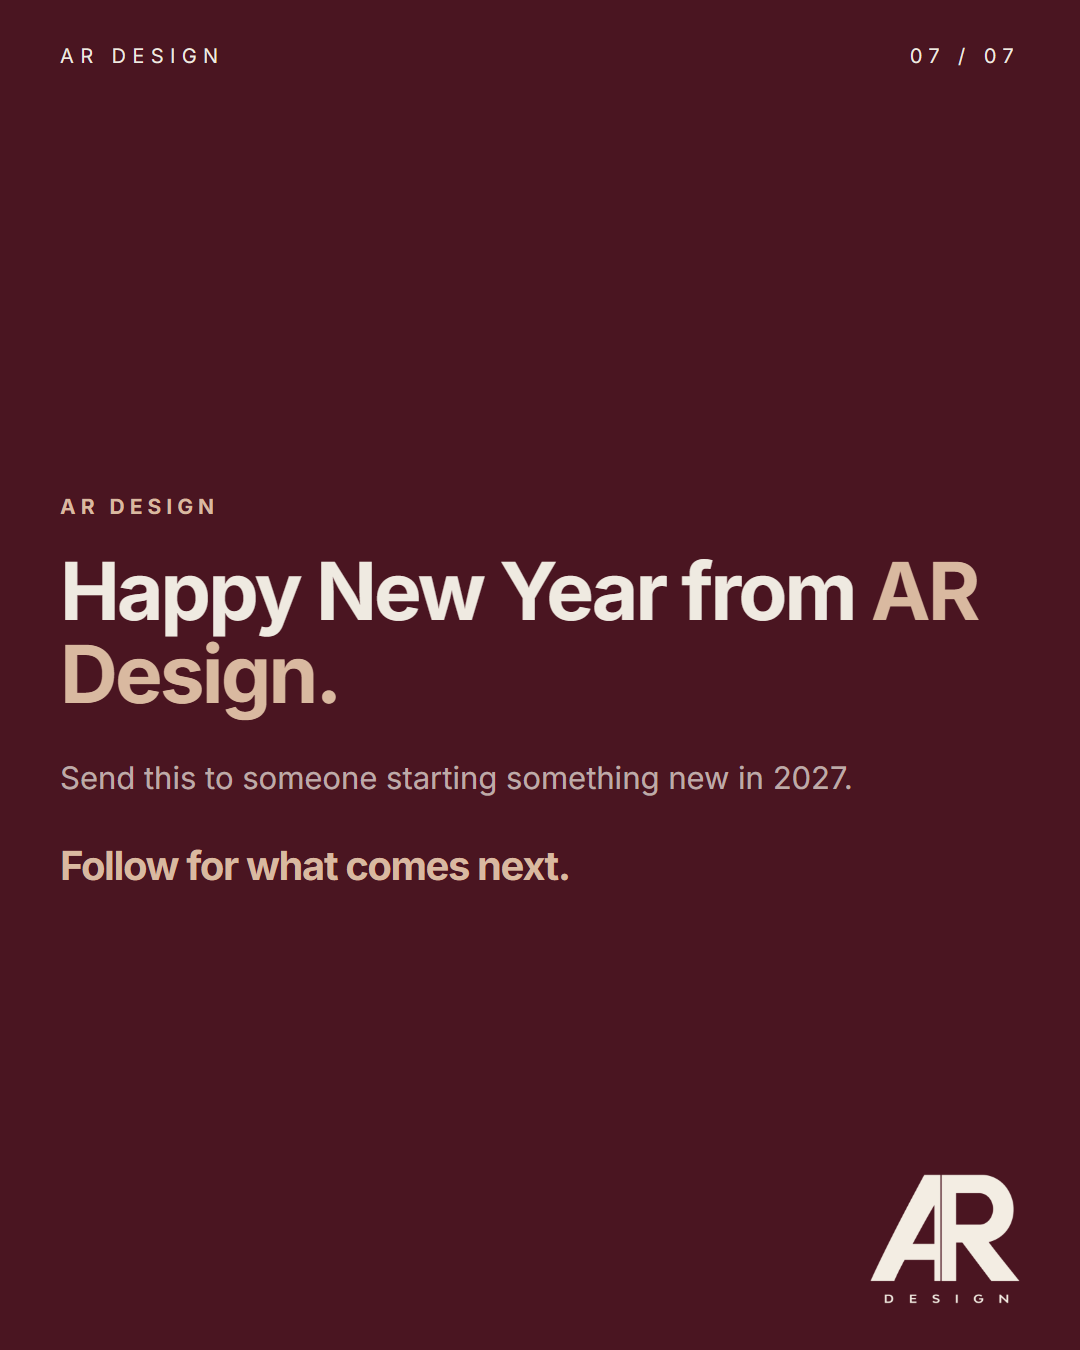 AR DESIGN
07 / 07
AR DESIGN
Happy New Year from AR
Design.
Send this to someone starting something new in 2027.
Follow for what comes next.
AR
DESIGN